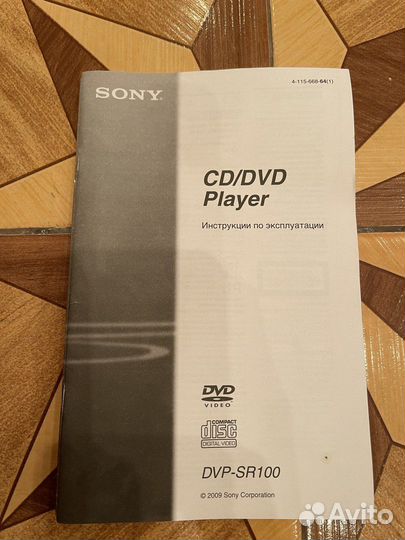 4-115-668-64(1)
SONY
CD/DVD
Player
Инструкции по эксплуатации
DVD
VIDEO
COMPACT
disc
DIGITAL VIDEO
DVP-SR100
© 2009 Sony Corporation
Avito